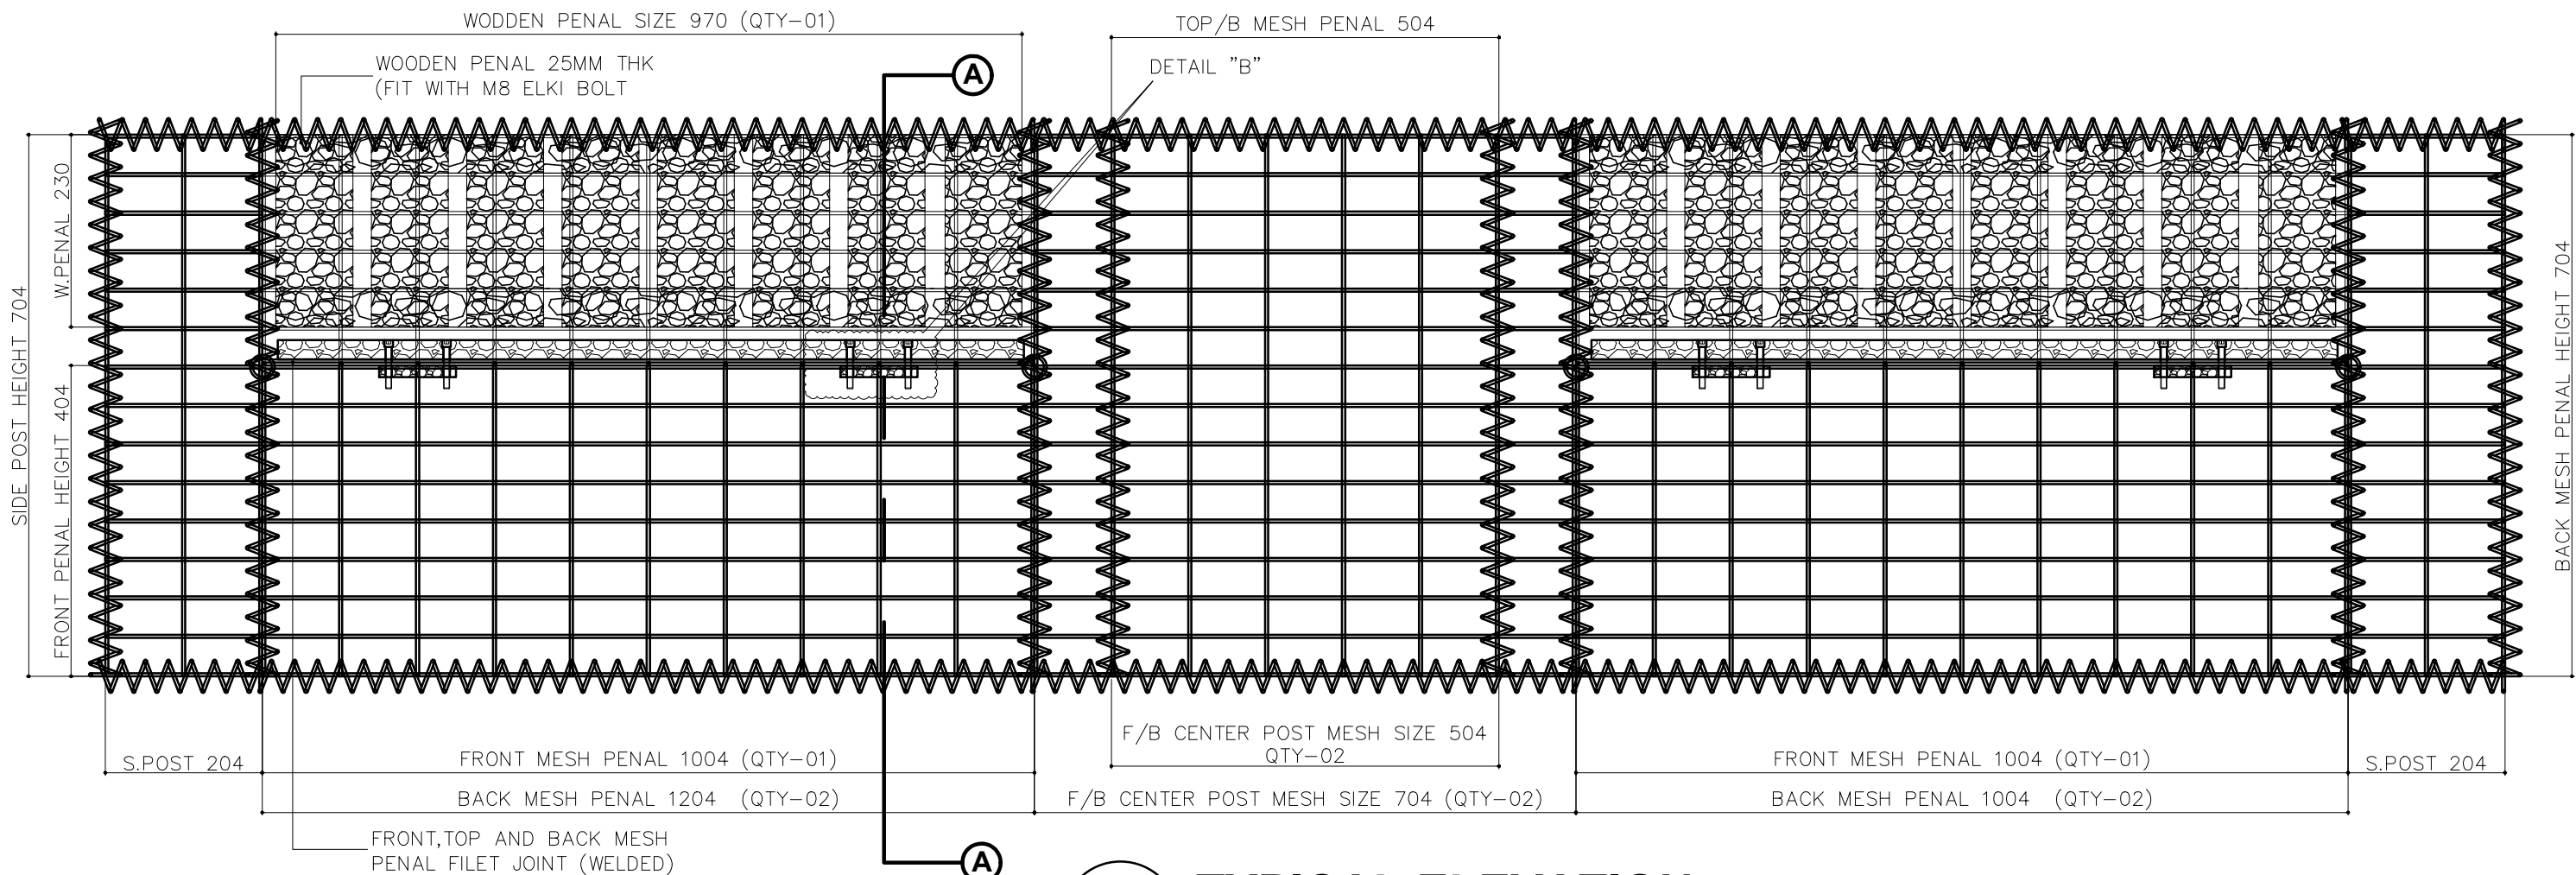 WODDEN PENAL SIZE 970 (QTY-01)
TOP/B MESH PENAL 504
WOODEN PENAL 25MM THK
(FIT WITH M8 ELKI BOLT
A
DETAIL "B"
SIDE POST HEIGHT 704
W.PENAL 230
FRONT PENAL HEIGHT 404
BACK MESH PENAL HEIGHT 704
S.POST 204
FRONT MESH PENAL 1004 (QTY-01)
F/B CENTER POST MESH SIZE 504
QTY-02
FRONT MESH PENAL 1004 (QTY-01)
S.POST 204
BACK MESH PENAL 1204 (QTY-02)
F/B CENTER POST MESH SIZE 704 (QTY-02)
BACK MESH PENAL 1004 (QTY-02)
FRONT,TOP AND BACK MESH
PENAL FILET JOINT (WELDED)
A